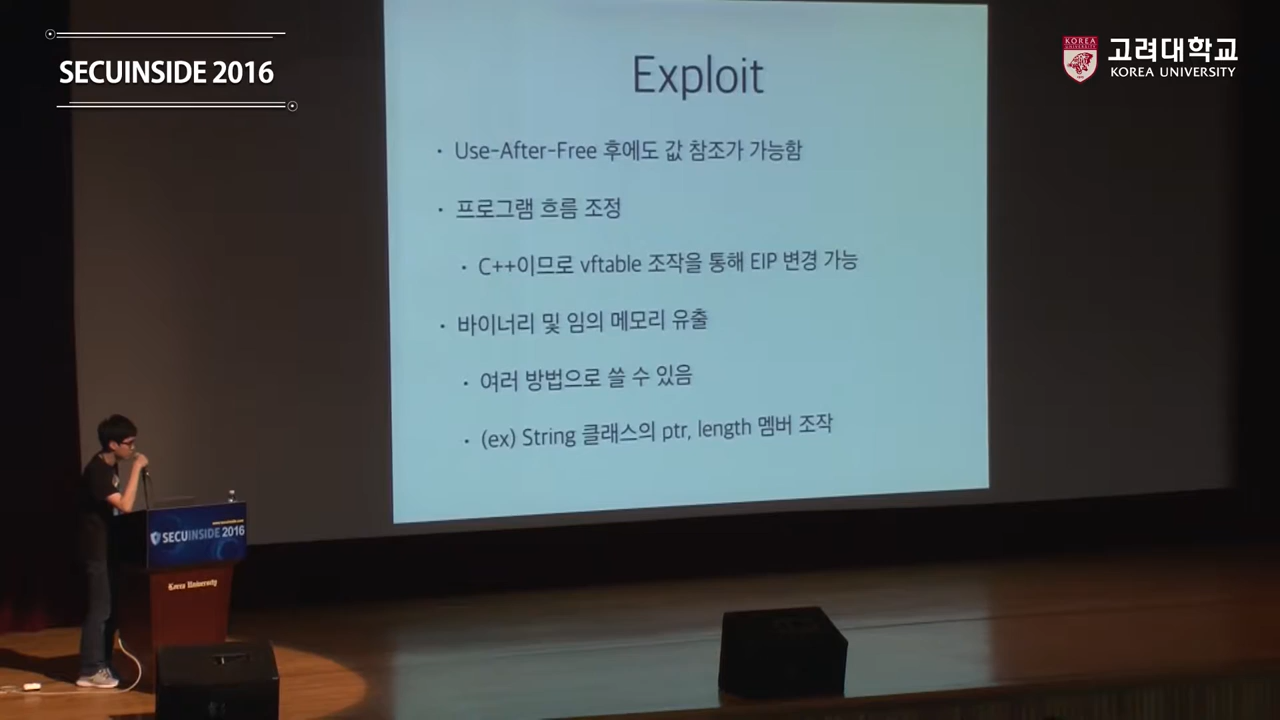 SECUINSIDE 2016
KOREA
UNIVERSITY
고려대학교
KOREA UNIVERSITY
Exploit
• Use-After-Free 후에도 값 참조가 가능함
• 프로그램 흐름 조정
• C++이므로 vftable 조작을 통해 EIP 변경 가능
• 바이너리 및 임의 메모리 유출
• 여러 방법으로 쓸 수 있음
• (ex) String 클래스의 ptr, length 멤버 조작
www.secuinside.com
SECUINSIDE 2016
Korea University